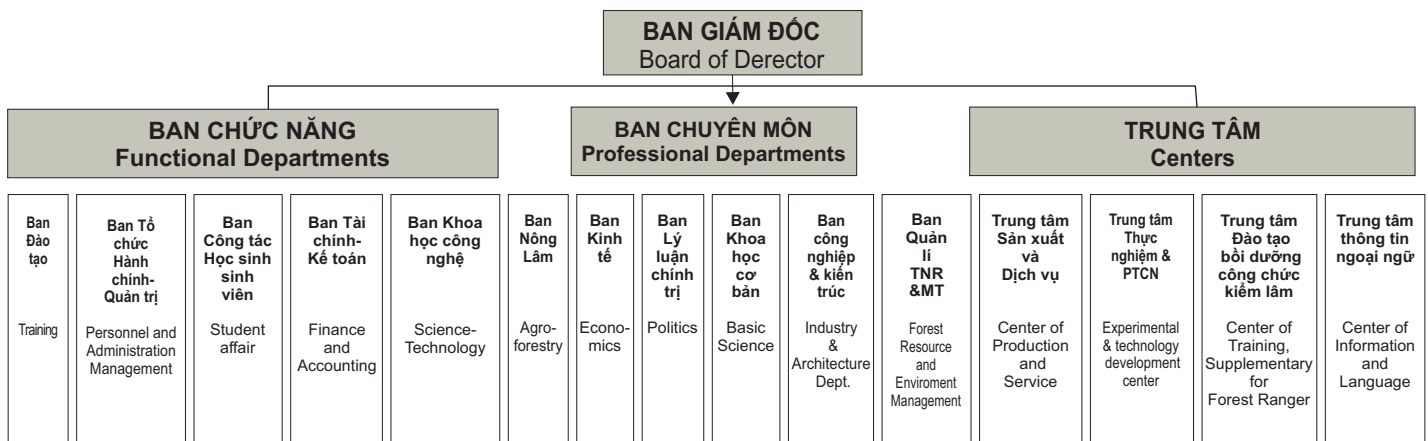 BAN GIÁM ĐỐC
Board of Derector
BAN CHỨC NĂNG
Functional Departments
BAN CHUYÊN MÔN
Professional Departments
TRUNG TÂM
Centers
Ban
Đào
tạo
Training
Ban Tổ
chức
Hành
chính-
Quản trị
Personnel and
Administration
Management
Ban
Công tác
Học sinh
sinh
viên
Student
affair
Ban Tài
chính-
Kế toán
Finance
and
Accounting
Ban Khoa
học công
nghệ
Science-
Technology
Ban
Nông
Lâm
Agro-
forestry
Ban
Kinh
tế
Econo-
mics
Ban
Lý
luận
chính
trị
Politics
Ban
Khoa
học
cơ
bản
Basic
Science
Ban
công
nghiệp
& kiến
trúc
Industry
&
Architecture
Dept.
Ban
Quản
lí
TNR
&MT
Forest
Resource
and
Enviroment
Management
Trung tâm
Sản xuất
và
Dịch vụ
Center of
Production
and
Service
Trung tâm
Thực
nghiệm &
PTCN
Experimental
& technology
development
center
Trung tâm
Đào tạo
bồi dưỡng
công chức
kiểm lâm
Center of
Training,
Supplementary
for
Forest Ranger
Trung tâm
thông tin
ngoại ngữ
Center of
Information
and
Language